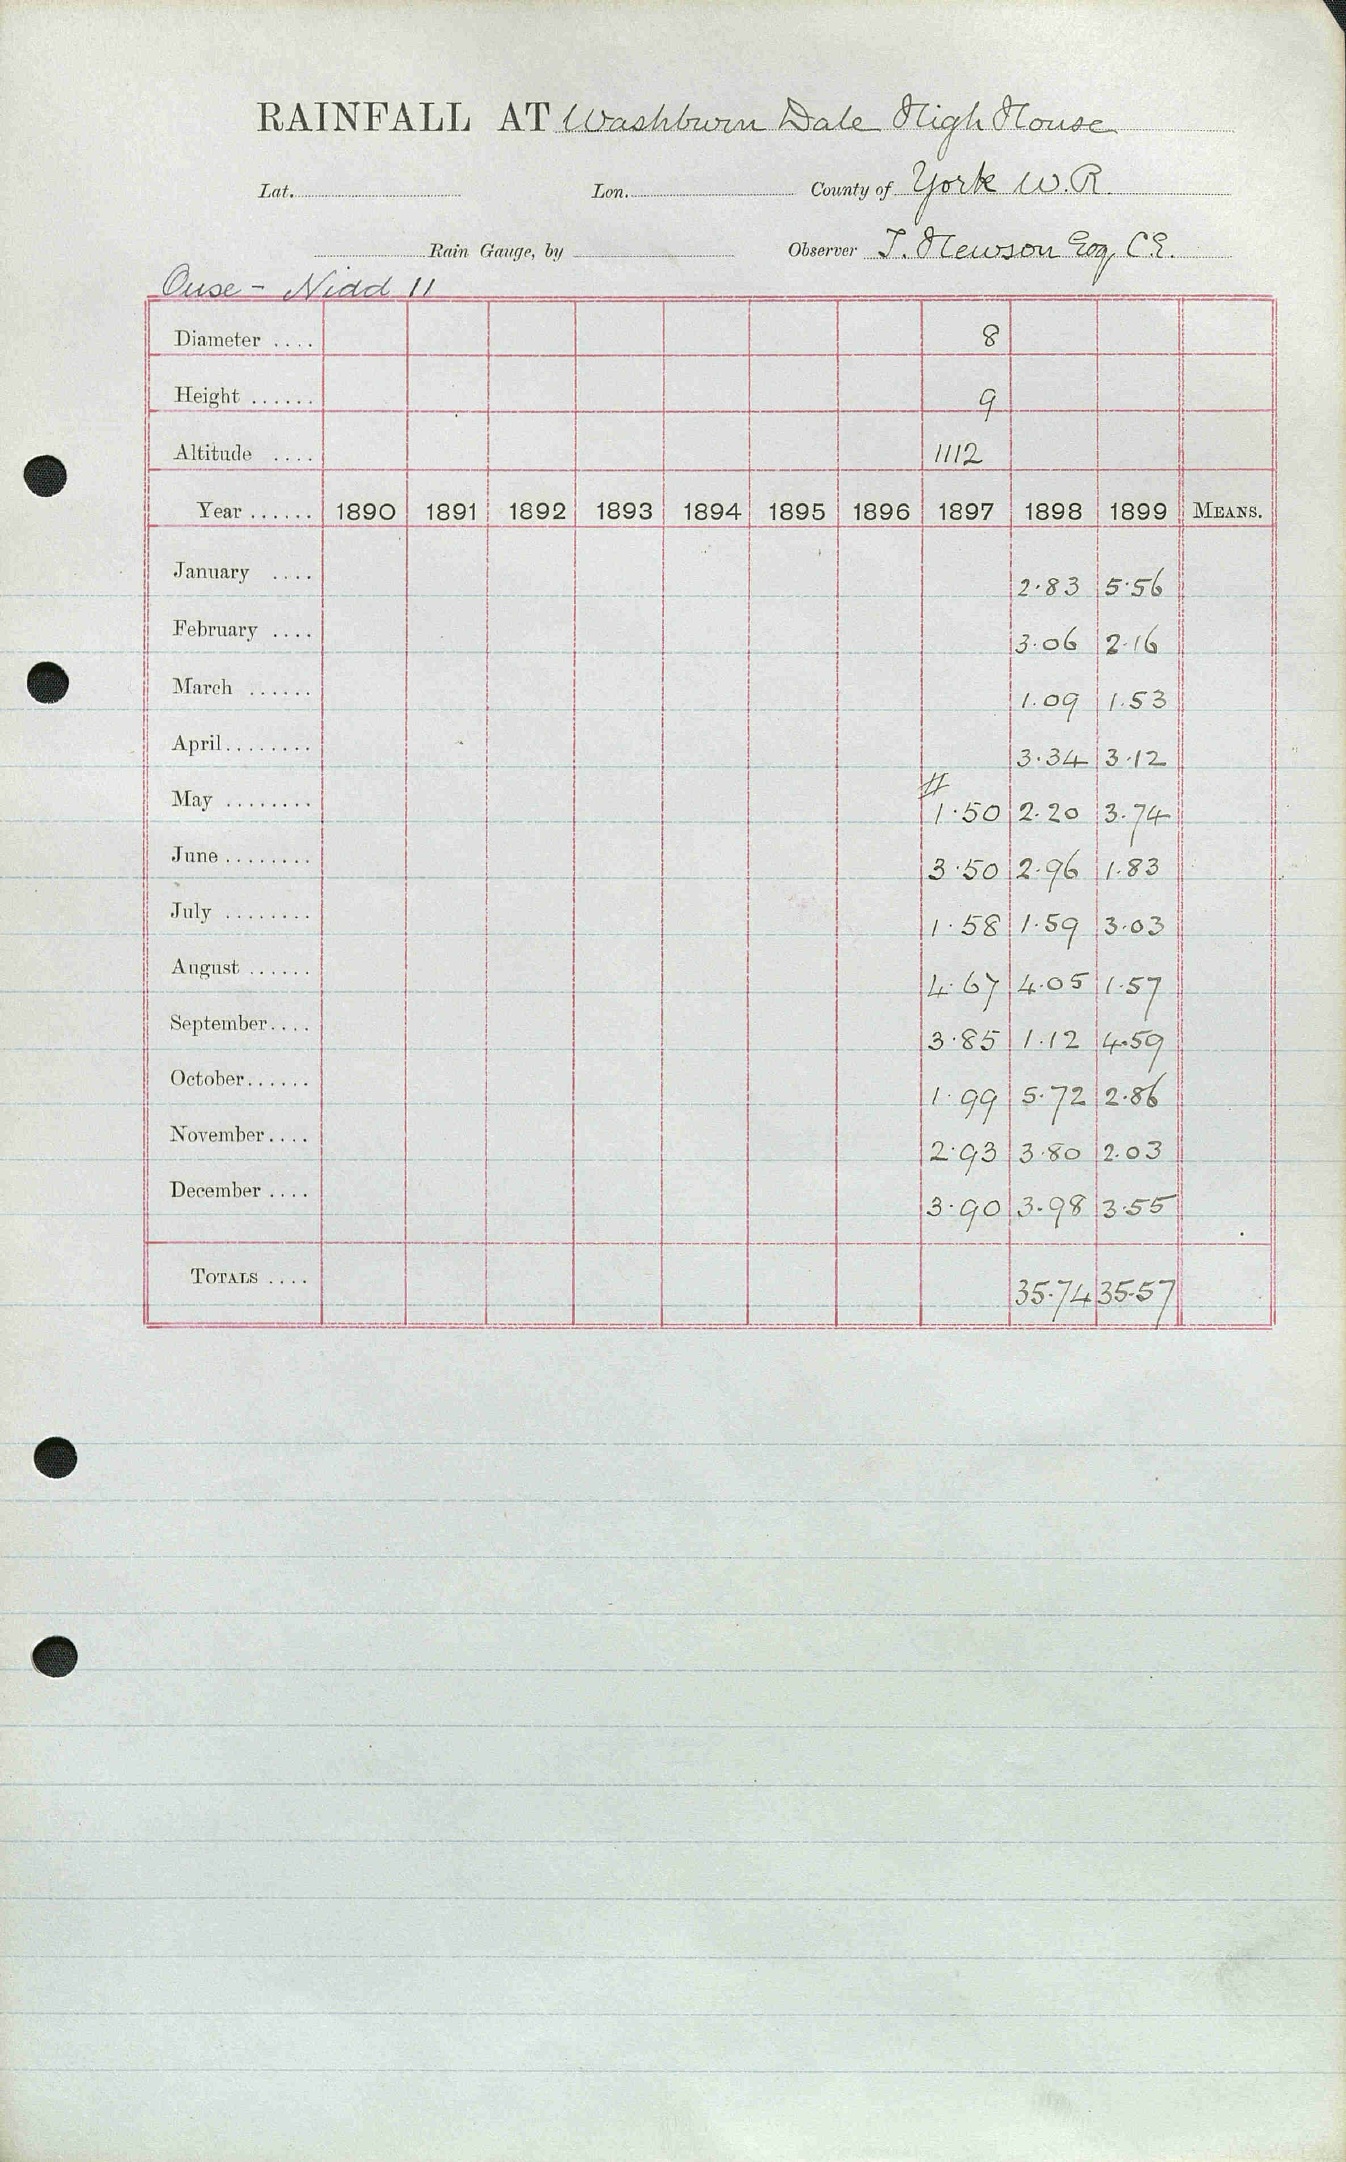 RAINFALL AT Washburn Dale High House
Lat. Lon. County of York W.R.
Rain Gauge, by Observer T. Hewson Esq. C.E.
Ouse - Nidd 11
Diameter .... 8
Height ...... 9
Altitude .... 1112
Year ...... 1890 1891 1892 1893 1894 1895 1896 1897 1898 1899 MEANS.
January .... 2.83 5.56
February .... 3.06 2.16
March ...... 1.09 1.53
April ........ 3.34 3.12
May ........ # 1.50 2.20 3.74
June ........ 3.50 2.96 1.83
July ........ 1.58 1.59 3.03
August ...... 4.67 4.05 1.57
September .... 3.85 1.12 4.59
October ...... 1.99 5.72 2.86
November .... 2.93 3.80 2.03
December .... 3.90 3.98 3.55
TOTALS .... 35.74 35.57